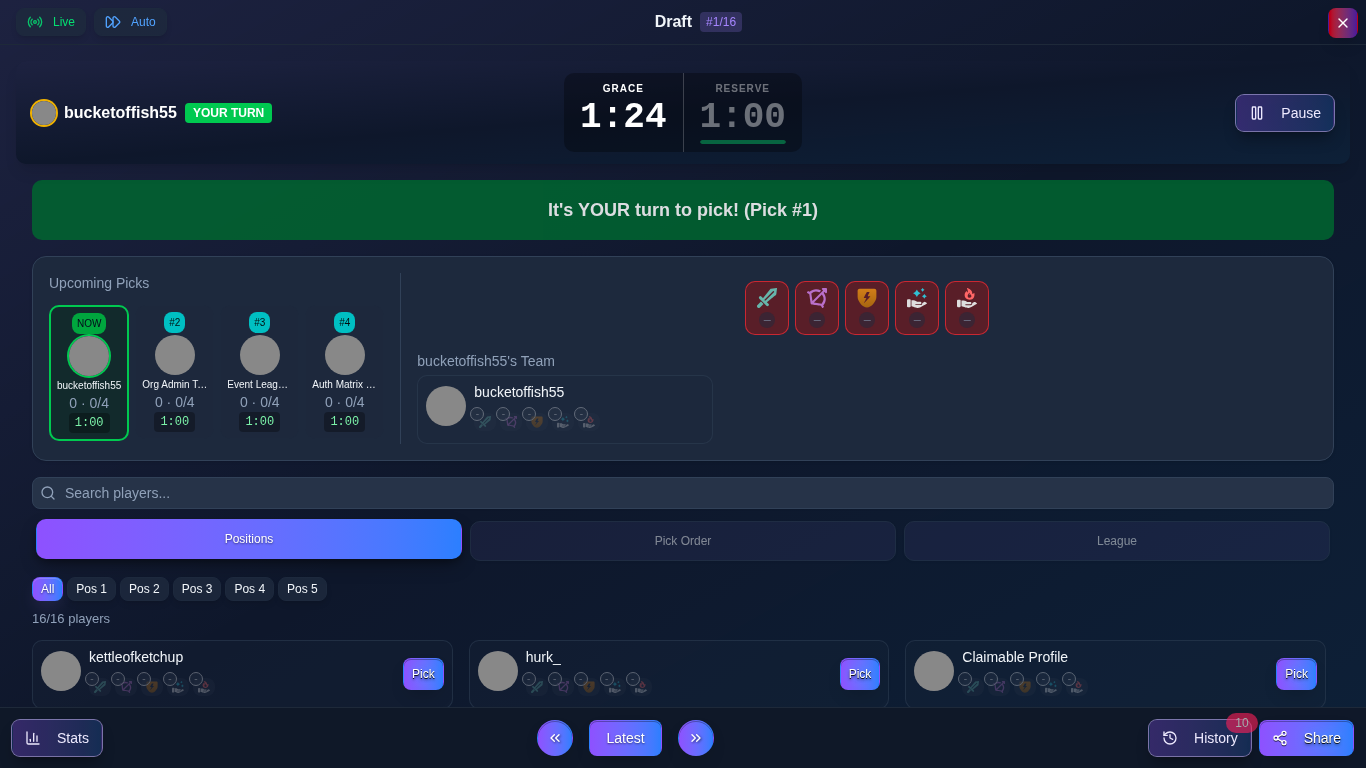 Live
Auto
Draft
#1/16
bucketoffish55
YOUR TURN
GRACE
1:24
RESERVE
1:00
Pause
It's YOUR turn to pick! (Pick #1)
Upcoming Picks
NOW
bucketoffish55
0 · 0/4
1:00
#2
Org Admin T...
0 · 0/4
1:00
#3
Event Leag...
0 · 0/4
1:00
#4
Auth Matrix ...
0 · 0/4
1:00
bucketoffish55's Team
bucketoffish55
Search players...
Positions
Pick Order
League
All
Pos 1
Pos 2
Pos 3
Pos 4
Pos 5
16/16 players
kettleofketchup
Pick
hurk_
Pick
Claimable Profile
Pick
Stats
Latest
History
10
Share